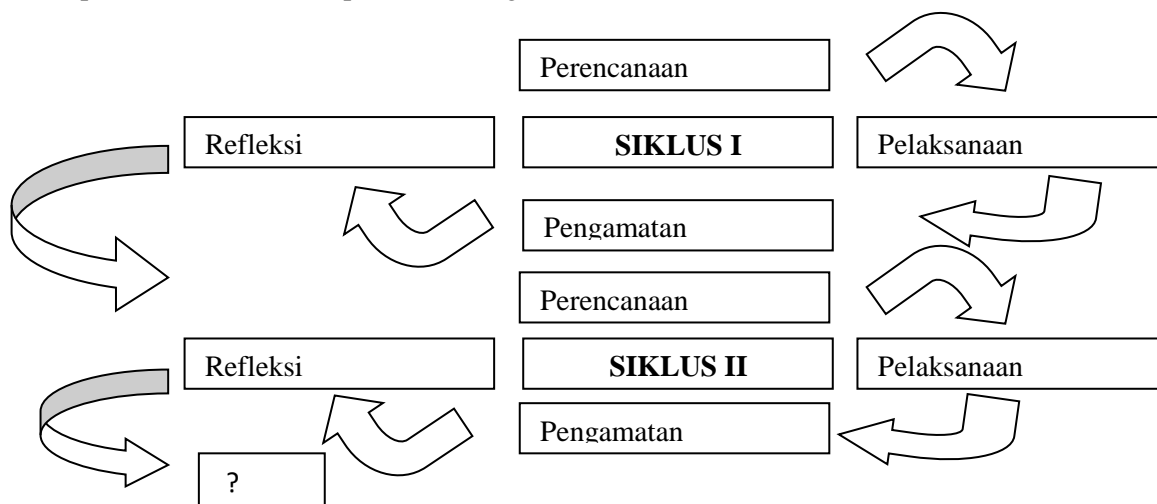 Perencanaan
Refleksi
SIKLUS I
Pelaksanaan
Pengamatan
Perencanaan
Refleksi
SIKLUS II
Pelaksanaan
Pengamatan
?